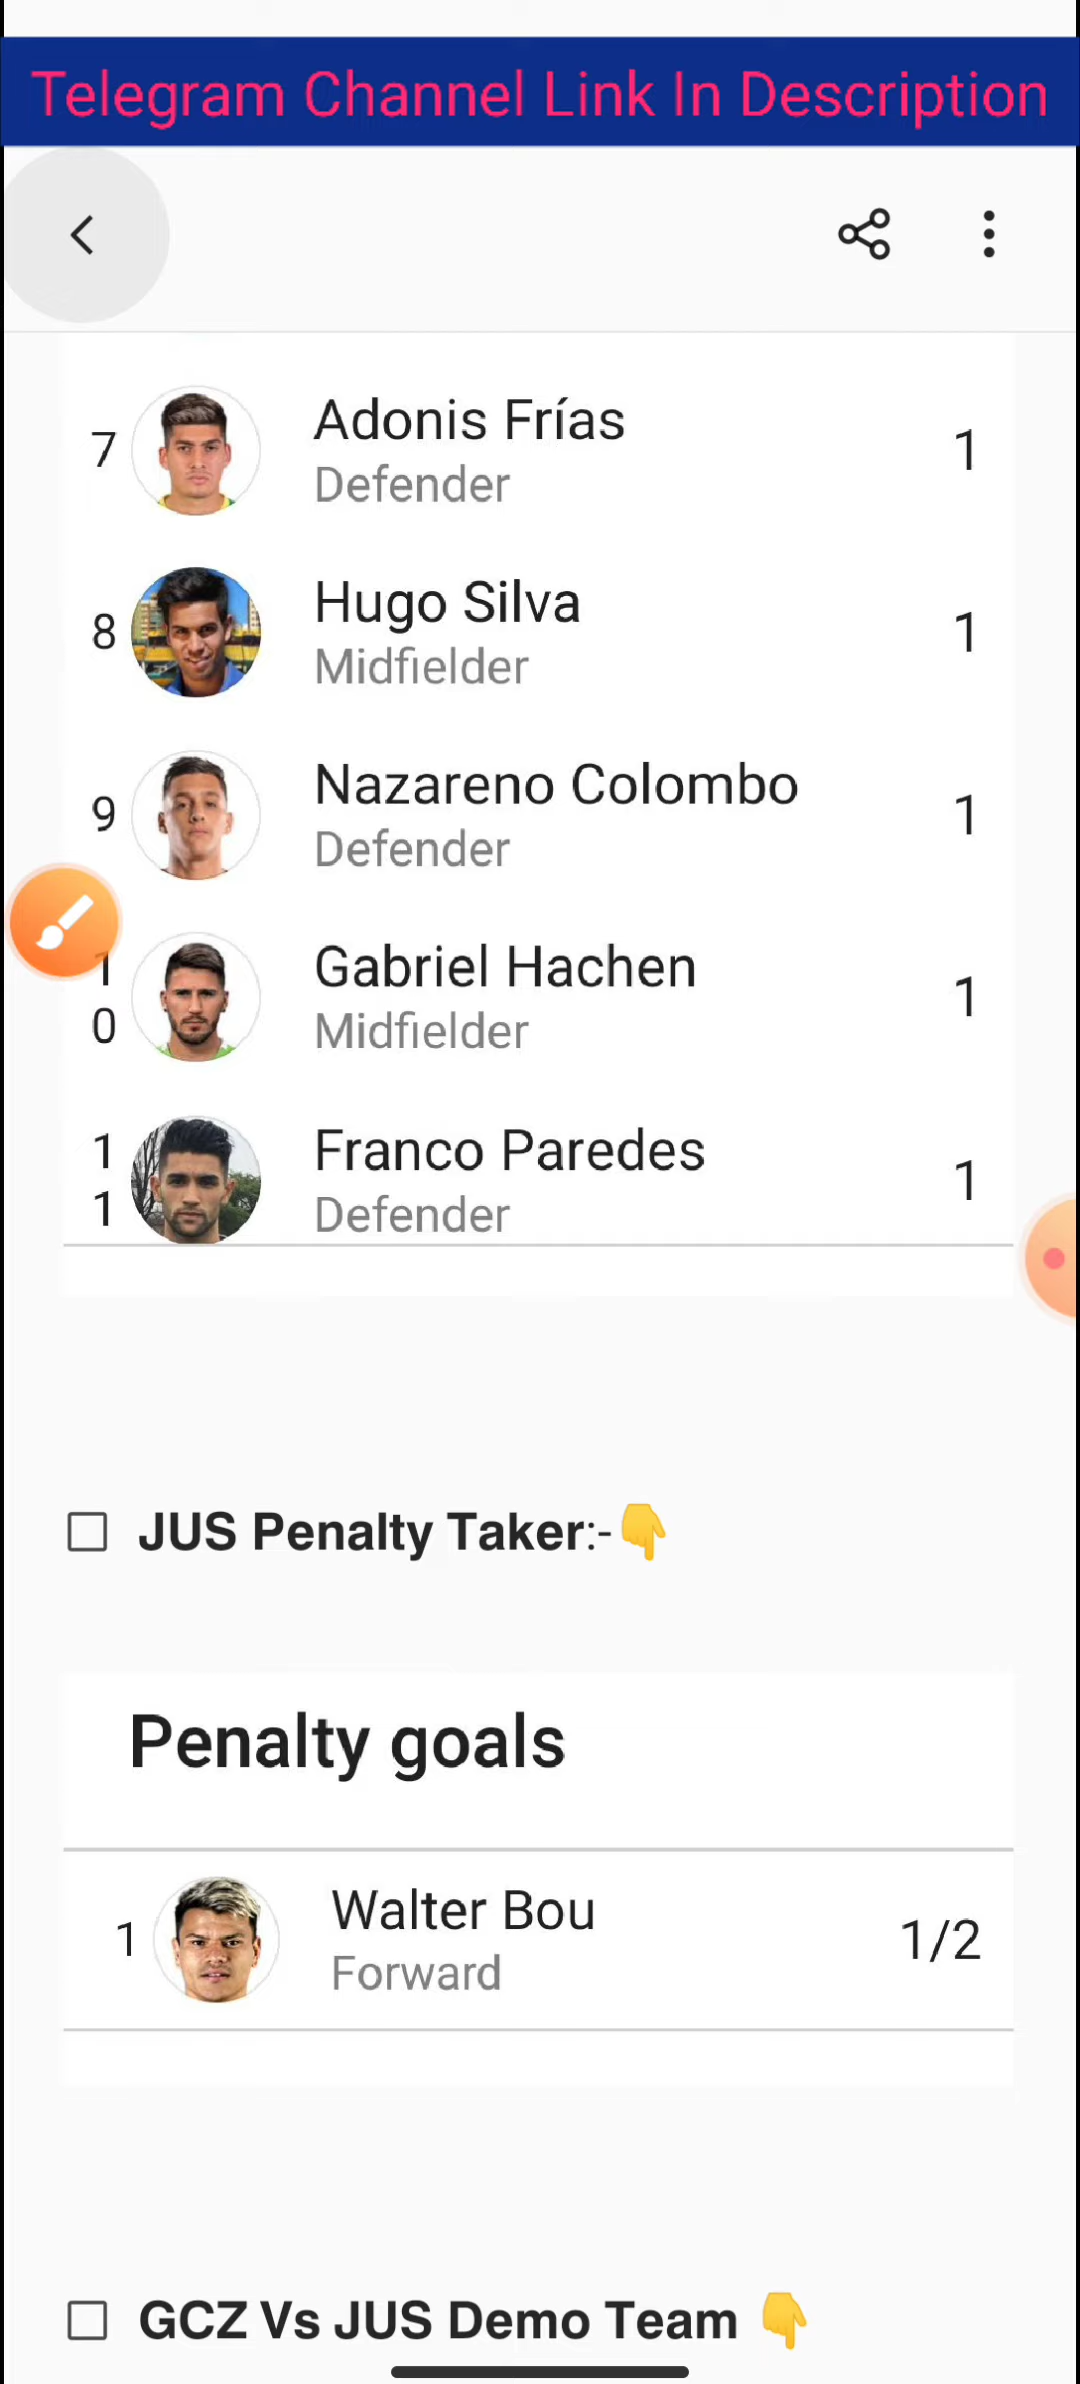 Telegram Channel Link In Description
7
Adonis Frías
Defender
1
8
Hugo Silva
Midfielder
1
9
Nazareno Colombo
Defender
1
1
0
Gabriel Hachen
Midfielder
1
1
1
Franco Paredes
Defender
1
JUS Penalty Taker:-👇
Penalty goals
1
Walter Bou
Forward
1/2
GCZ Vs JUS Demo Team 👇